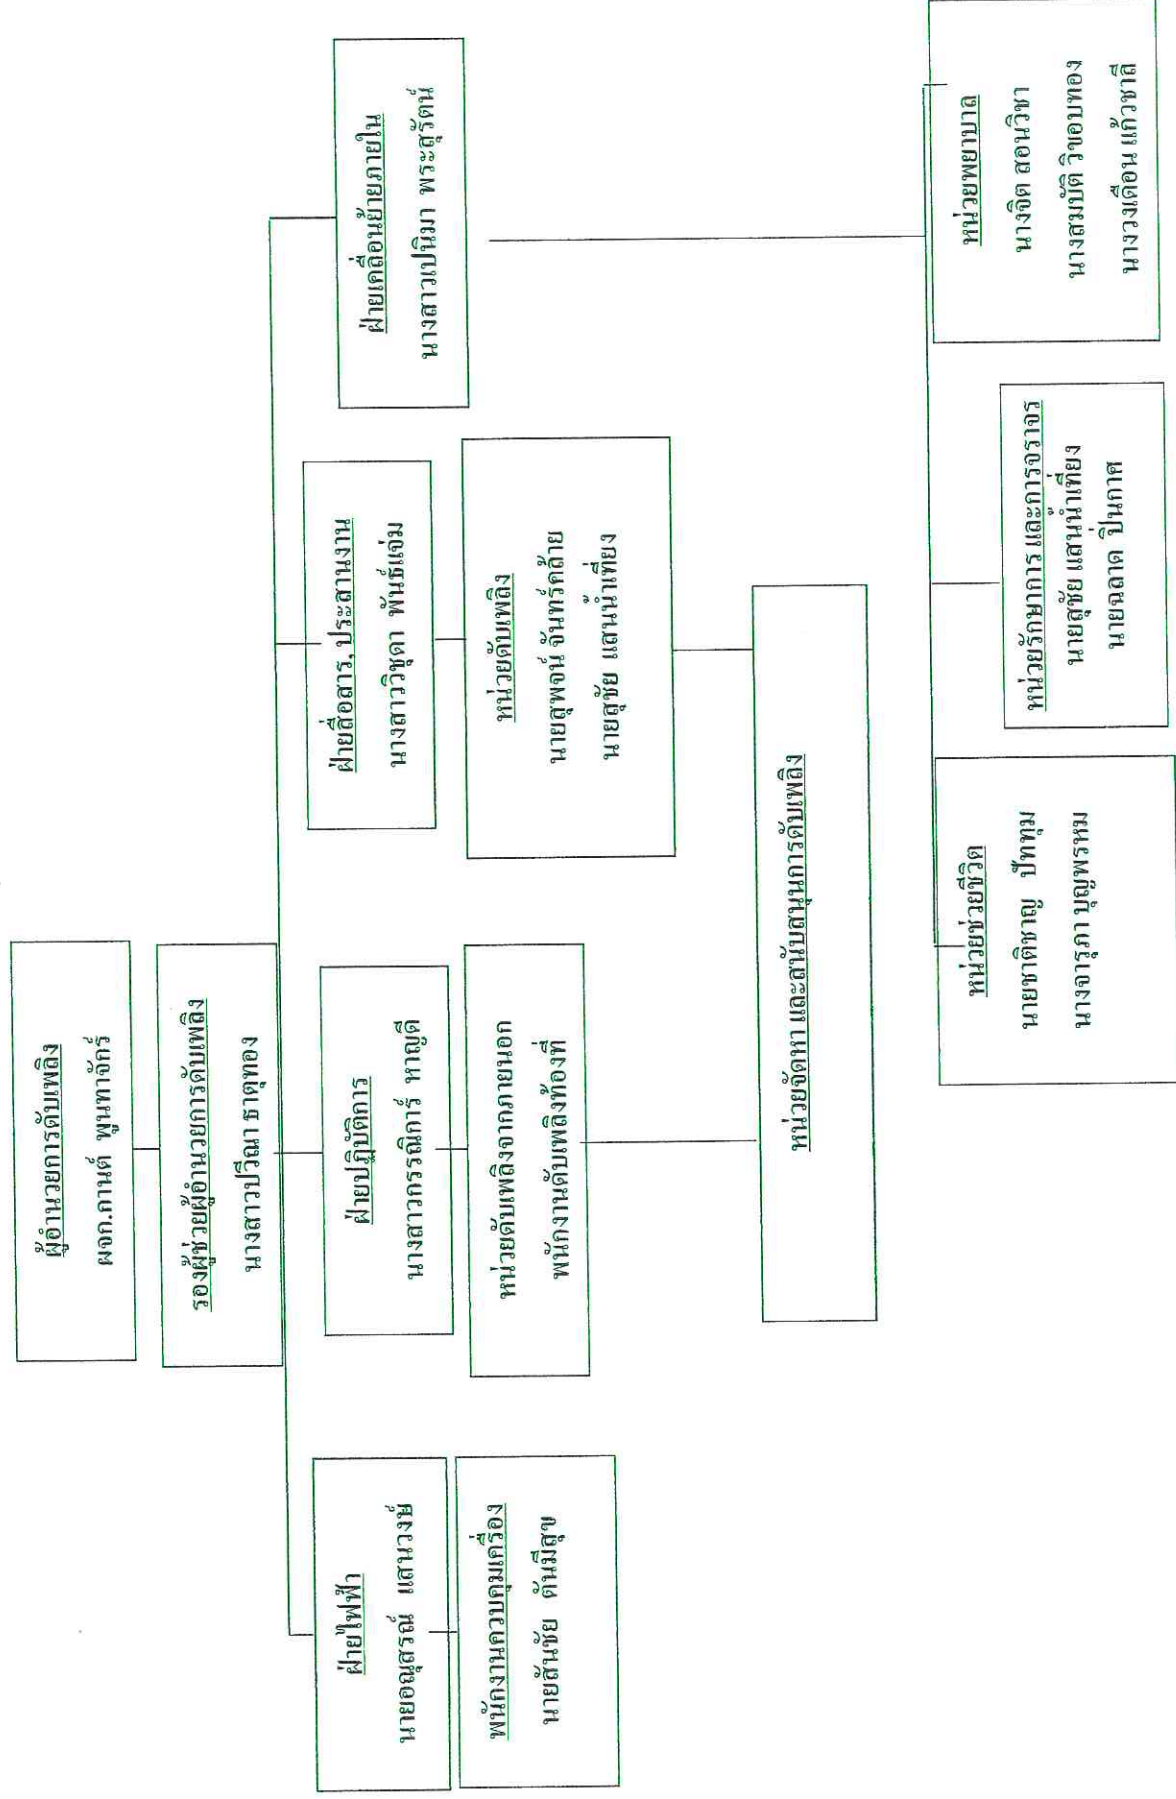 ผู้อำนวยการดับเพลิง
ผจก.กานต์ พูนทาจักร์
รองผู้ช่วยผู้อำนวยการดับเพลิง
นางสาวปวีณา ธาตุทอง
ฝ่ายไฟฟ้า
นายอณุสรณ์ แสนวงษ์
พนักงานควบคุมเครื่อง
นายสันชัย ตันมีสุข
ฝ่ายปฏิบัติการ
นางสาวกรรณิการ์ หาญดี
หน่วยดับเพลิงจากภายนอก
พนักงานดับเพลิงท้องที่
ฝ่ายสื่อสาร, ประสานงาน
นางสาววิชุดา พันธ์แจ่ม
หน่วยดับเพลิง
นายสุพจน์ จันทร์คล้าย
นายสุชัย แสนน้ำเที่ยง
ฝ่ายเคลื่อนย้ายภายใน
นางสาวเปนิมา พระสุรัตน์
หน่วยจัดหา และสนับสนุนการดับเพลิง
หน่วยช่วยชีวิต
นายชาติชาญ ปัททุม
นางจารุภา บุญพรหม
หน่วยรักษาการ และการจราจร
นายสุชัย แสนน้ำเที่ยง
นายฉลาด ปิ่นกาศ
หน่วยพยาบาล
นางจิต สอนวิชา
นางสมบัติ วิขอบทอง
นางวงเดือน แก้วชาลี